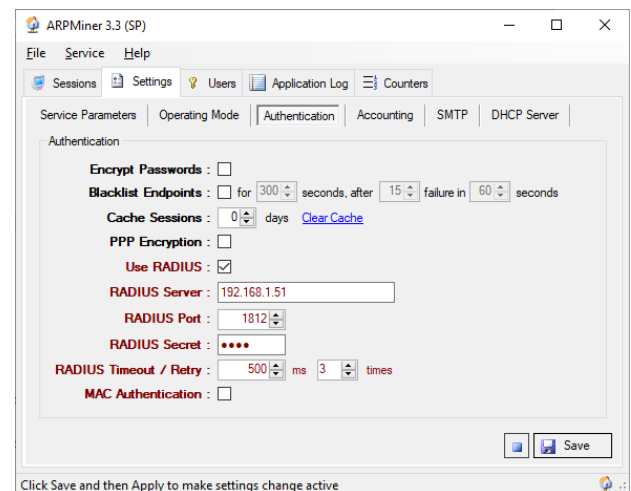 ARPMiner 3.3 (SP)
File Service Help
Sessions Settings Users Application Log Counters
Service Parameters Operating Mode Authentication Accounting SMTP DHCP Server
Authentication
Encrypt Passwords :
Blacklist Endpoints : for 300 seconds, after 15 failure in 60 seconds
Cache Sessions : 0 days Clear Cache
PPP Encryption :
Use RADIUS :
RADIUS Server : 192.168.1.51
RADIUS Port : 1812
RADIUS Secret : ●●●●
RADIUS Timeout / Retry : 500 ms 3 times
MAC Authentication :
Save
Click Save and then Apply to make settings change active